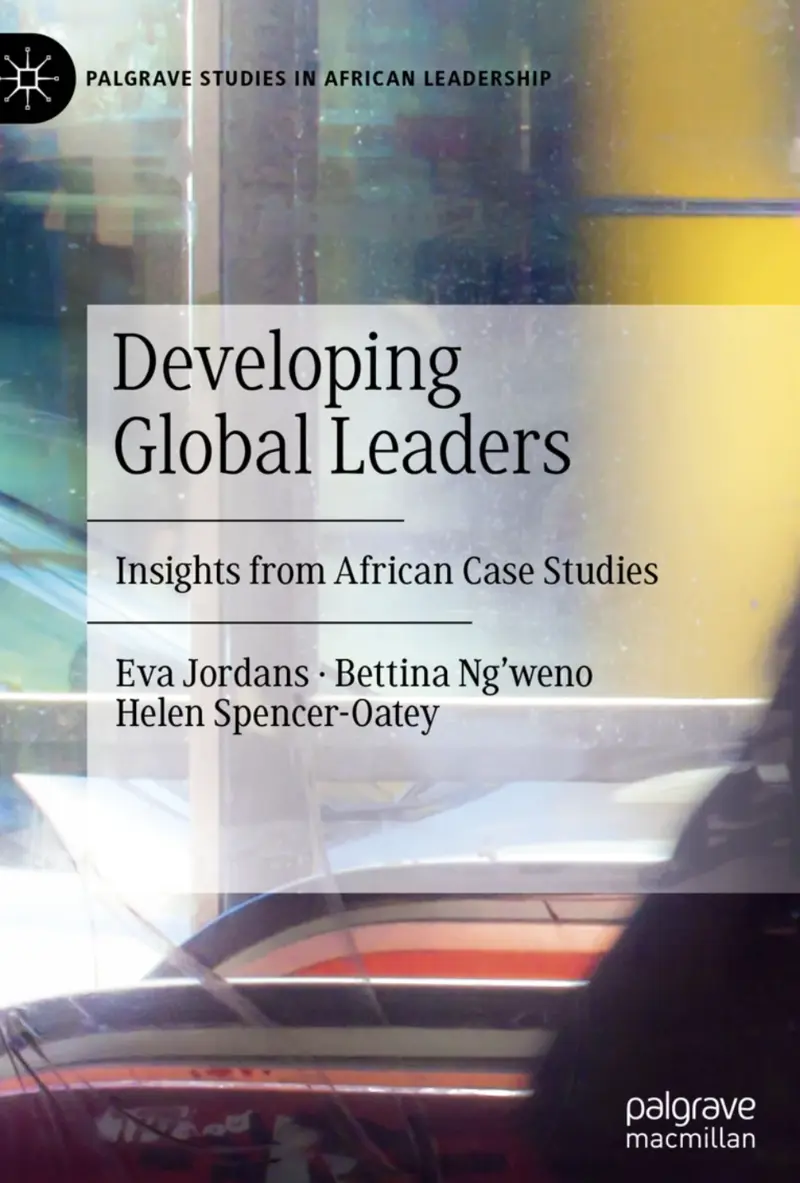 PALGRAVE STUDIES IN AFRICAN LEADERSHIP
Developing
Global Leaders
Insights from African Case Studies
Eva Jordans · Bettina Ng’weno
Helen Spencer-Oatey
palgrave
macmillan